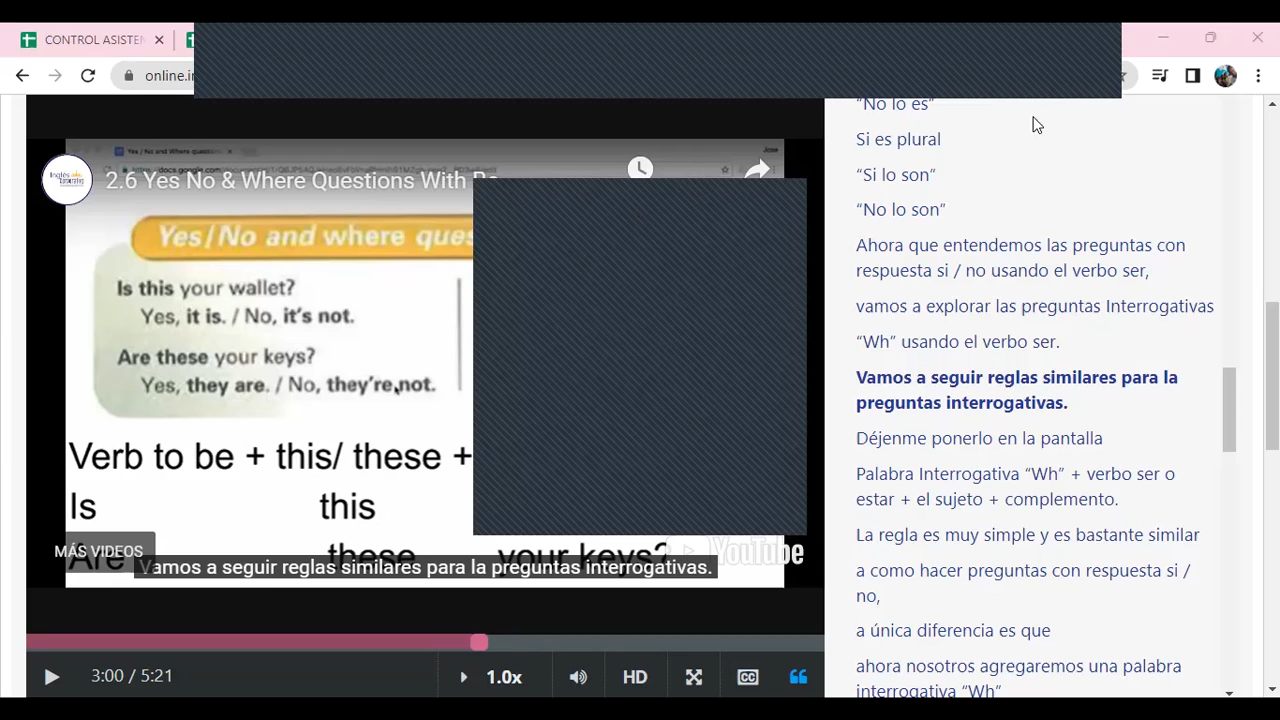 CONTROL ASISTEN
online.in
2.6 Yes No & Where Questions With Be
Yes/No and where ques
Is this your wallet?
Yes, it is. / No, it's not.
Are these your keys?
Yes, they are. / No, they're not.
Verb to be + this/ these +
Is this
Are these your keys?
MÁS VIDEOS
YouTube
Vamos a seguir reglas similares para la preguntas interrogativas.
3:00 / 5:21
1.0x
HD
CC
“No lo es”
Si es plural
“Si lo son”
“No lo son”
Ahora que entendemos las preguntas con
respuesta si / no usando el verbo ser,
vamos a explorar las preguntas Interrogativas
“Wh” usando el verbo ser.
Vamos a seguir reglas similares para la
preguntas interrogativas.
Déjenme ponerlo en la pantalla
Palabra Interrogativa “Wh” + verbo ser o
estar + el sujeto + complemento.
La regla es muy simple y es bastante similar
a como hacer preguntas con respuesta si /
no,
a única diferencia es que
ahora nosotros agregaremos una palabra
interrogativa “Wh”